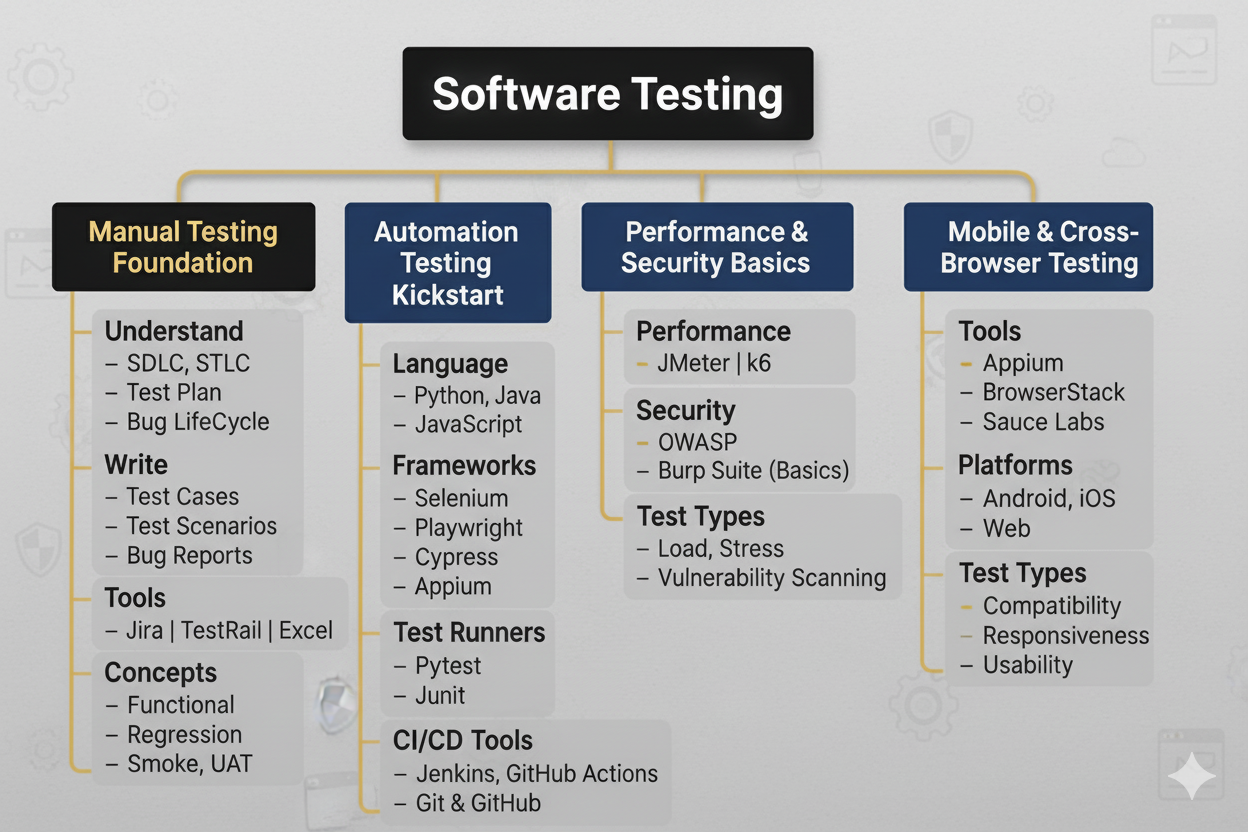 Software Testing
Manual Testing
Foundation
Understand
– SDLC, STLC
– Test Plan
– Bug LifeCycle
Write
– Test Cases
– Test Scenarios
– Bug Reports
Tools
– Jira | TestRail | Excel
Concepts
– Functional
– Regression
– Smoke, UAT
Automation
Testing
Kickstart
Language
– Python, Java
– JavaScript
Frameworks
– Selenium
– Playwright
– Cypress
– Appium
Test Runners
– Pytest
– Junit
CI/CD Tools
– Jenkins, GitHub Actions
– Git & GitHub
Performance &
Security Basics
Performance
– JMeter | k6
Security
– OWASP
– Burp Suite (Basics)
Test Types
– Load, Stress
– Vulnerability Scanning
Mobile & Cross-
Browser Testing
Tools
– Appium
– BrowserStack
– Sauce Labs
Platforms
– Android, iOS
– Web
Test Types
– Compatibility
– Responsiveness
– Usability